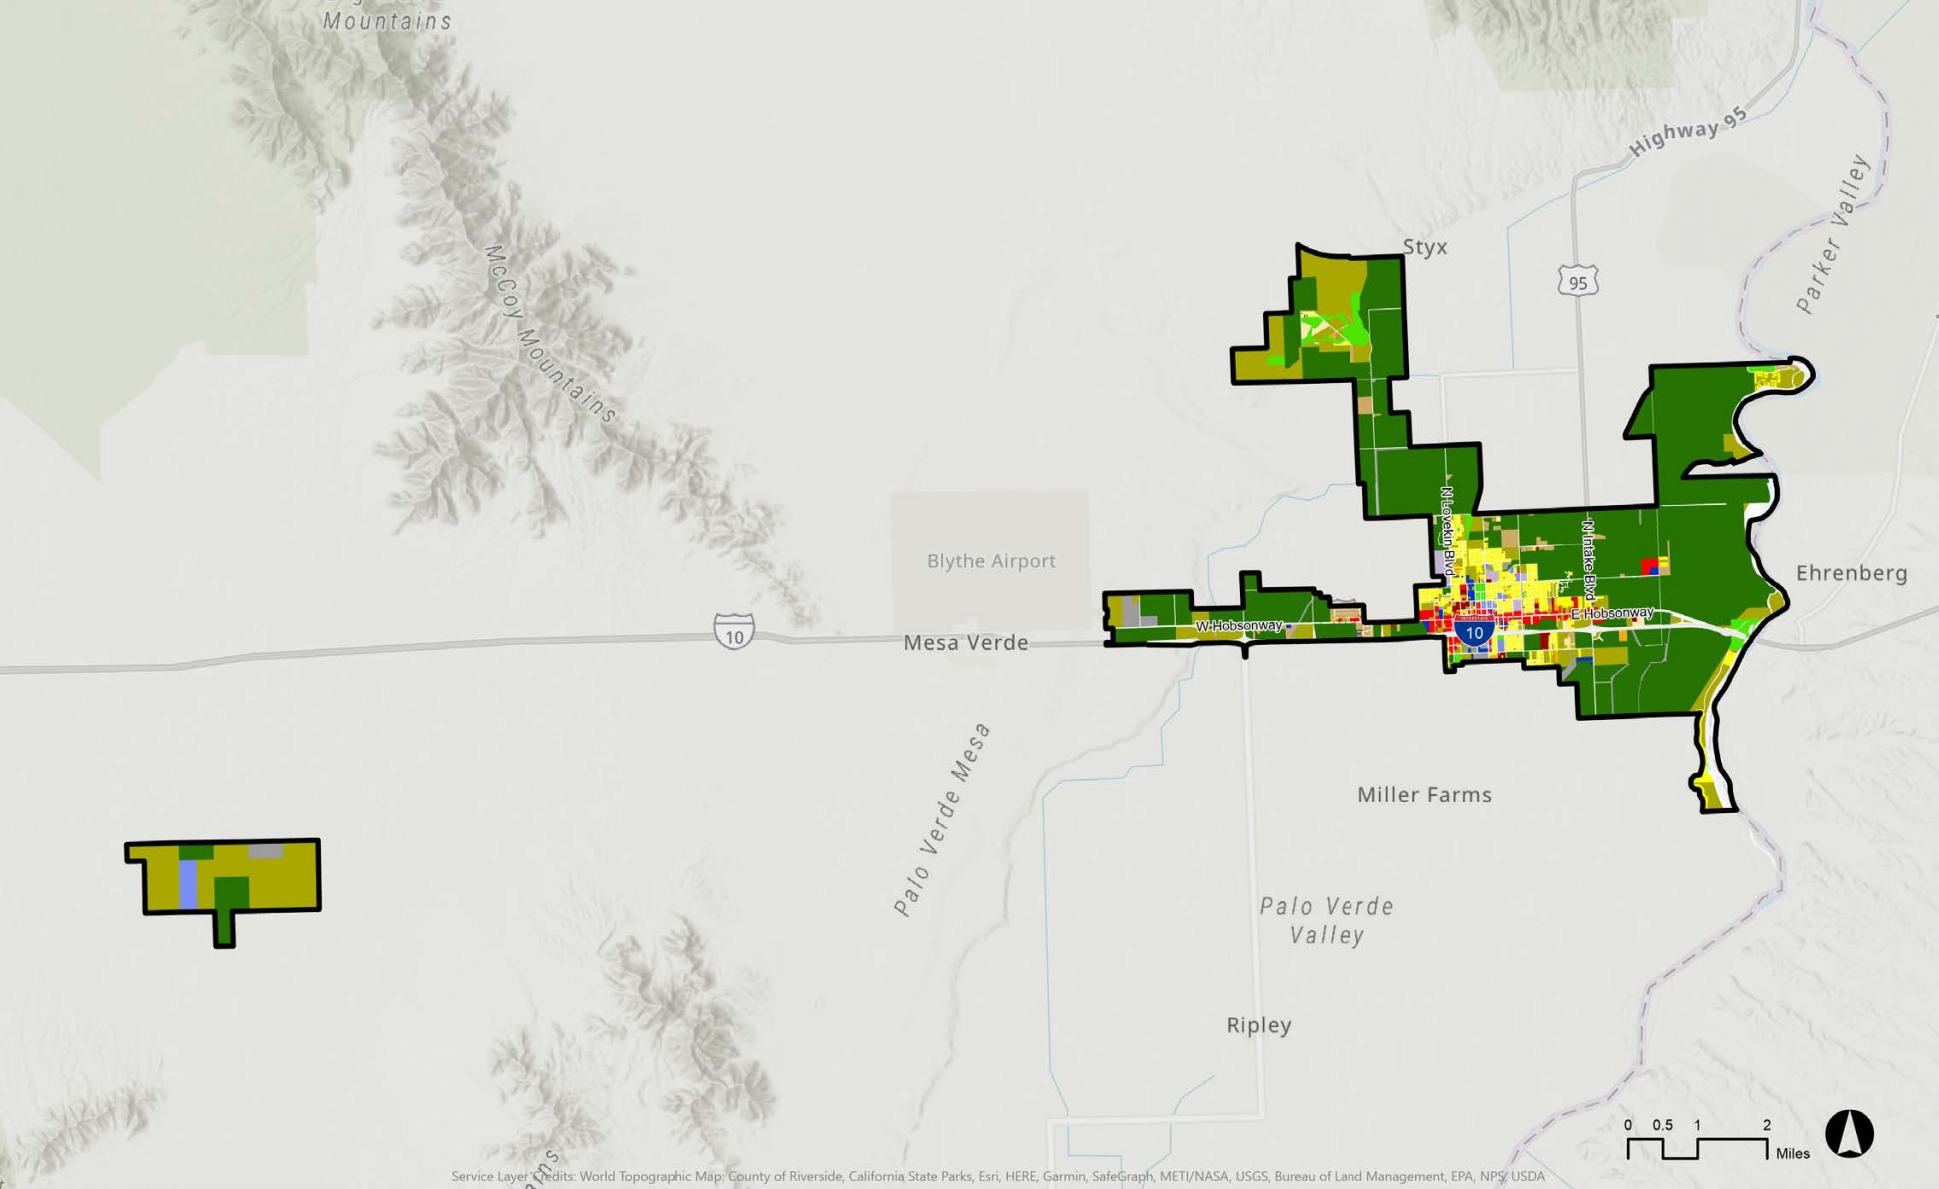 Mountains
Highway 95
Parker Valley
Styx
95
McCoy Mountains
N Lovekin Blvd
N Intake Blvd
Blythe Airport
Ehrenberg
E Hobsonway
W Hobsonway
INTERSTATE
10
10
Mesa Verde
Palo Verde Mesa
Miller Farms
Palo Verde
Valley
Ripley
0 0.5 1 2
Miles
Service Layer Credits: World Topographic Map: County of Riverside, California State Parks, Esri, HERE, Garmin, SafeGraph, METI/NASA, USGS, Bureau of Land Management, EPA, NPS, USDA